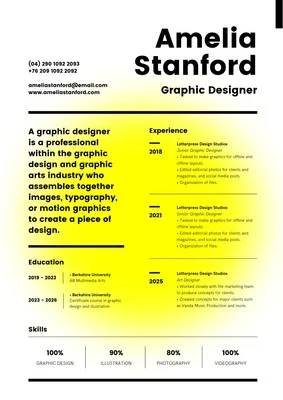 Amelia
Stanford
Graphic Designer
(04) 290 1092 2093
+76 209 1092 2092
ameliastanford@email.com
www.ameliastanford.com
A graphic designer
is a professional
within the graphic
design and graphic
arts industry who
assembles together
images, typography,
or motion graphics
to create a piece of
design.
Education
2019 - 2023
• Berkshire University
AB Multimedia Arts
2023 - 2026
• Berkshire University
Certificate course in graphic
design and illustration
Experience
2018
Letterpress Design Studios
Junior Graphic Designer
• Tasked to make graphics for offline
and offline
layouts.
• Edited editorial photos for clients and
magazines, and social media posts.
• Organization of files.
2021
Letterpress Design Studios
Senior Graphic Designer
• Tasked to make graphics for offline
and offline
layouts.
• Edited editorial photos for clients and
magazines, and social media posts.
• Organization of files.
2025
Letterpress Design Studios
Art Designer
• Worked closely with the marketing team
to produce concepts for clients.
• Created concepts for major clients such
as Music Production and more.
Skills
100%
GRAPHIC DESIGN
90%
ILLUSTRATION
80%
PHOTOGRAPHY
100%
VIDEOGRAPHY